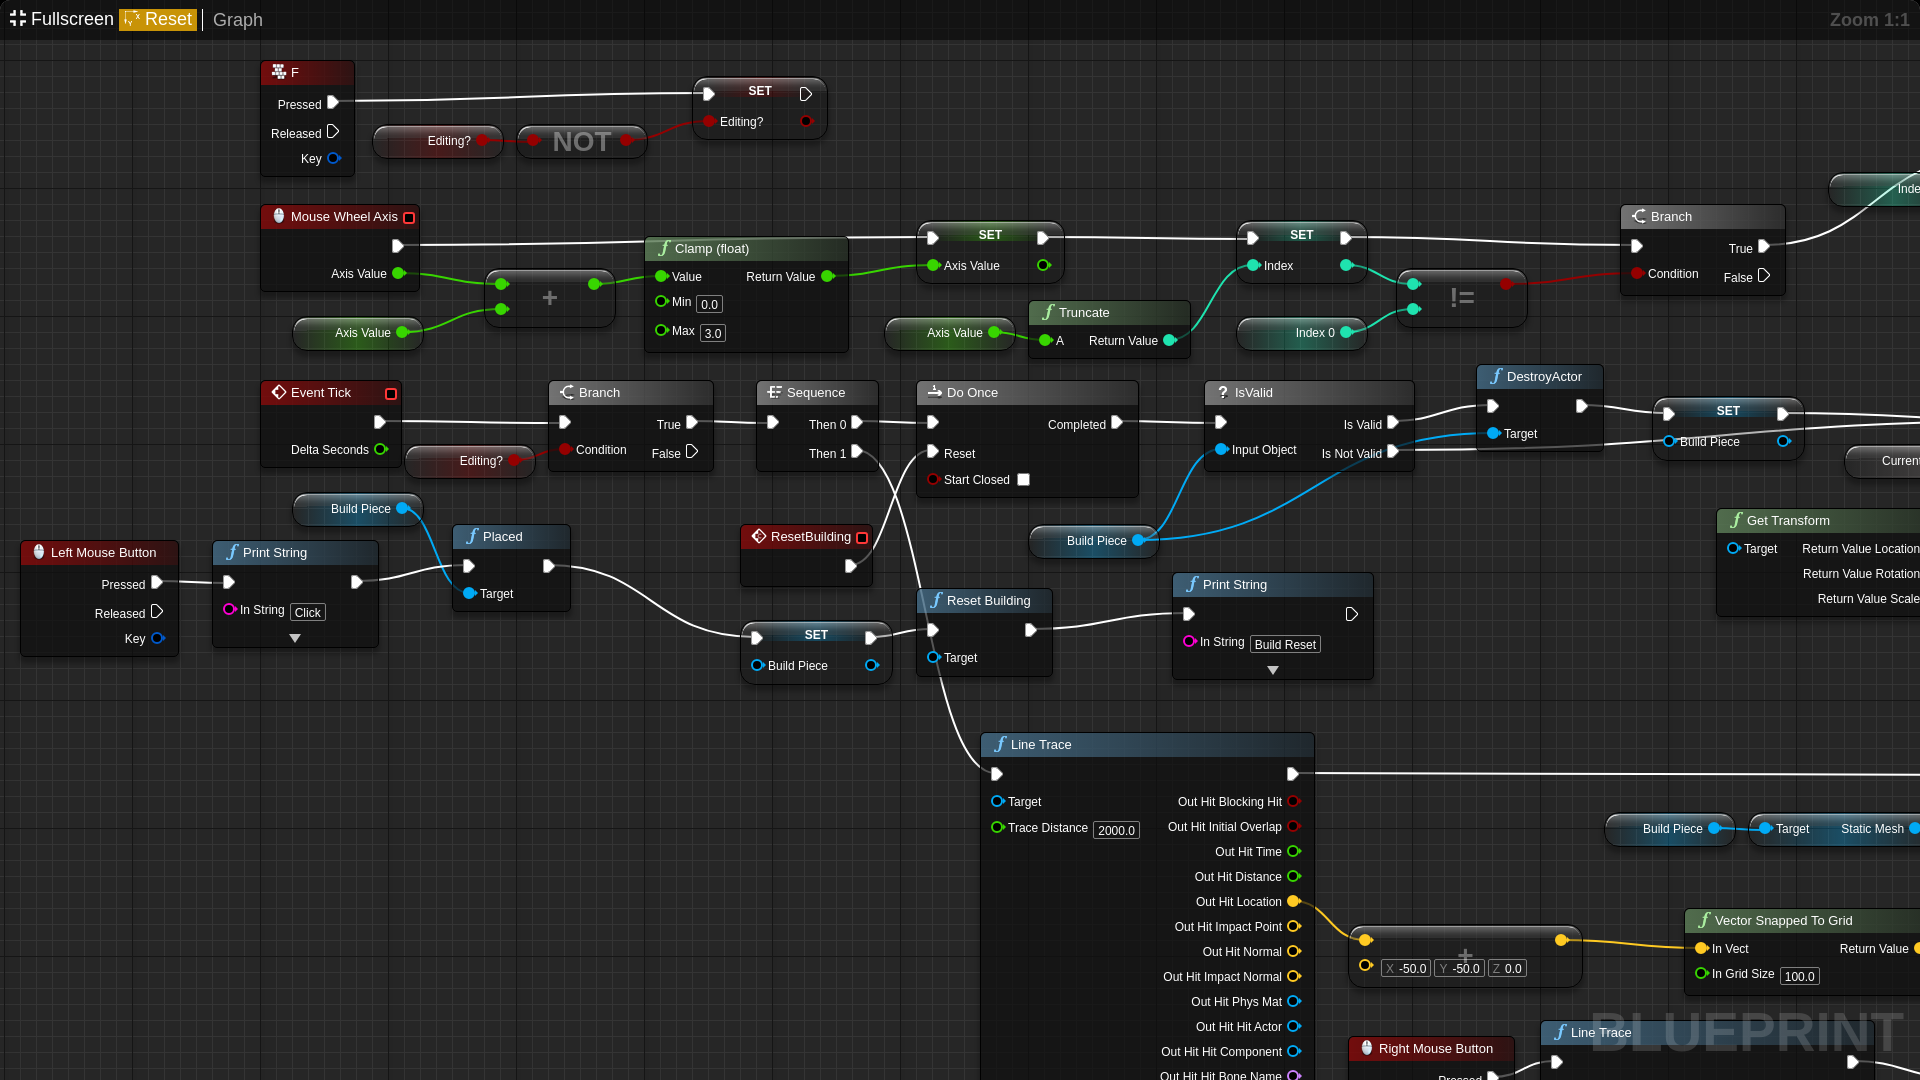 Fullscreen Reset Graph Zoom 1:1
F
Pressed
Released
Key
Editing?
NOT
SET
Editing?
Mouse Wheel Axis
Axis Value
Axis Value
+
Clamp (float)
Value Return Value
Min 0.0
Max 3.0
SET
Axis Value
Axis Value
Truncate
A Return Value
SET
Index
Index 0
!=
Branch
True
Condition
False
Inde
Event Tick
Delta Seconds
Editing?
Branch
True
Condition
False
Sequence
Then 0
Then 1
Do Once
Completed
Reset
Start Closed
? IsValid
Is Valid
Input Object
Is Not Valid
DestroyActor
Target
SET
Build Piece
Current
Build Piece
Left Mouse Button
Pressed
Released
Key
Print String
In String Click
Placed
Target
ResetBuilding
SET
Build Piece
Reset Building
Target
Build Piece
Print String
In String Build Reset
Get Transform
Target Return Value Location
Return Value Rotation
Return Value Scale
Line Trace
Target
Trace Distance 2000.0
Out Hit Blocking Hit
Out Hit Initial Overlap
Out Hit Time
Out Hit Distance
Out Hit Location
Out Hit Impact Point
Out Hit Normal
Out Hit Impact Normal
Out Hit Phys Mat
Out Hit Hit Actor
Out Hit Hit Component
Out Hit Hit Bone Name
+
X -50.0 Y -50.0 Z 0.0
Build Piece
Target Static Mesh
Vector Snapped To Grid
In Vect Return Value
In Grid Size 100.0
Right Mouse Button
Pressed
Line Trace
BLUEPRINT